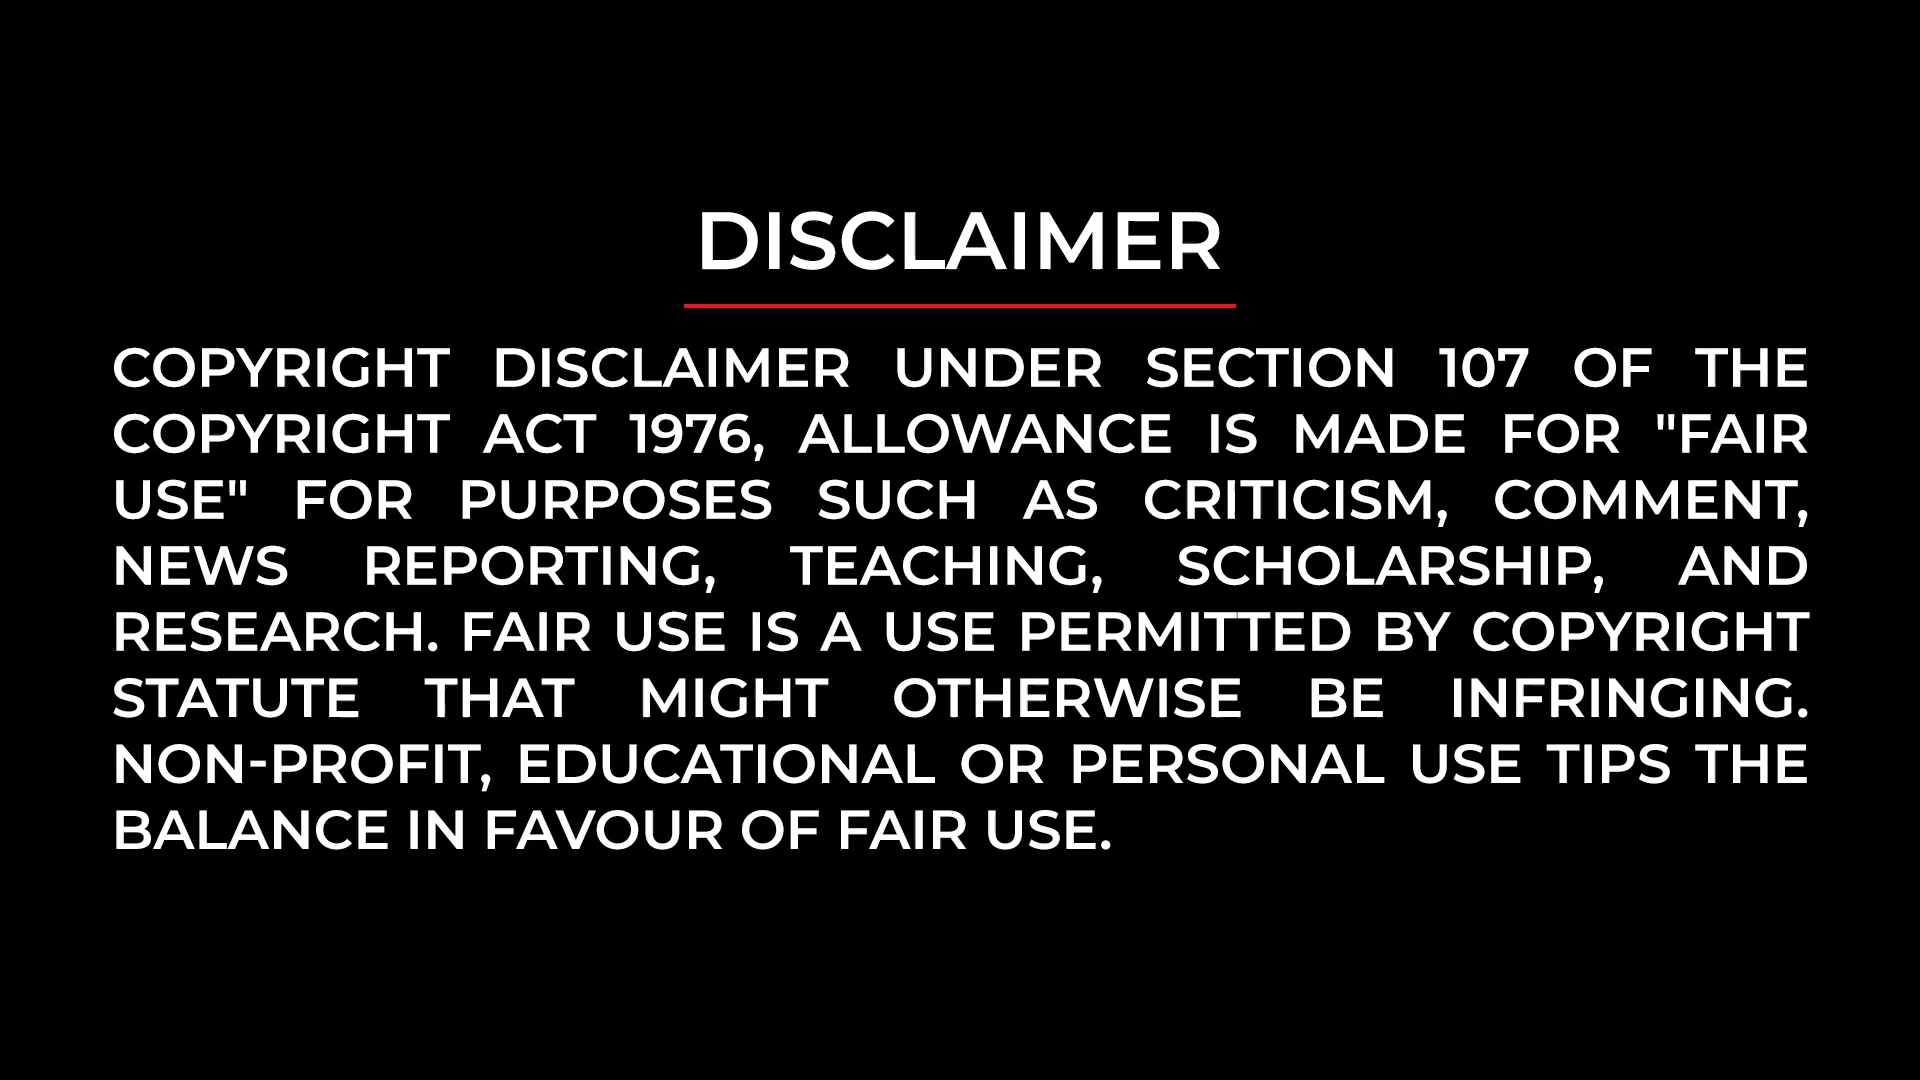 DISCLAIMER
COPYRIGHT DISCLAIMER UNDER SECTION 107 OF THE
COPYRIGHT ACT 1976, ALLOWANCE IS MADE FOR "FAIR
USE" FOR PURPOSES SUCH AS CRITICISM, COMMENT,
NEWS REPORTING, TEACHING, SCHOLARSHIP, AND
RESEARCH. FAIR USE IS A USE PERMITTED BY COPYRIGHT
STATUTE THAT MIGHT OTHERWISE BE INFRINGING.
NON-PROFIT, EDUCATIONAL OR PERSONAL USE TIPS THE
BALANCE IN FAVOUR OF FAIR USE.